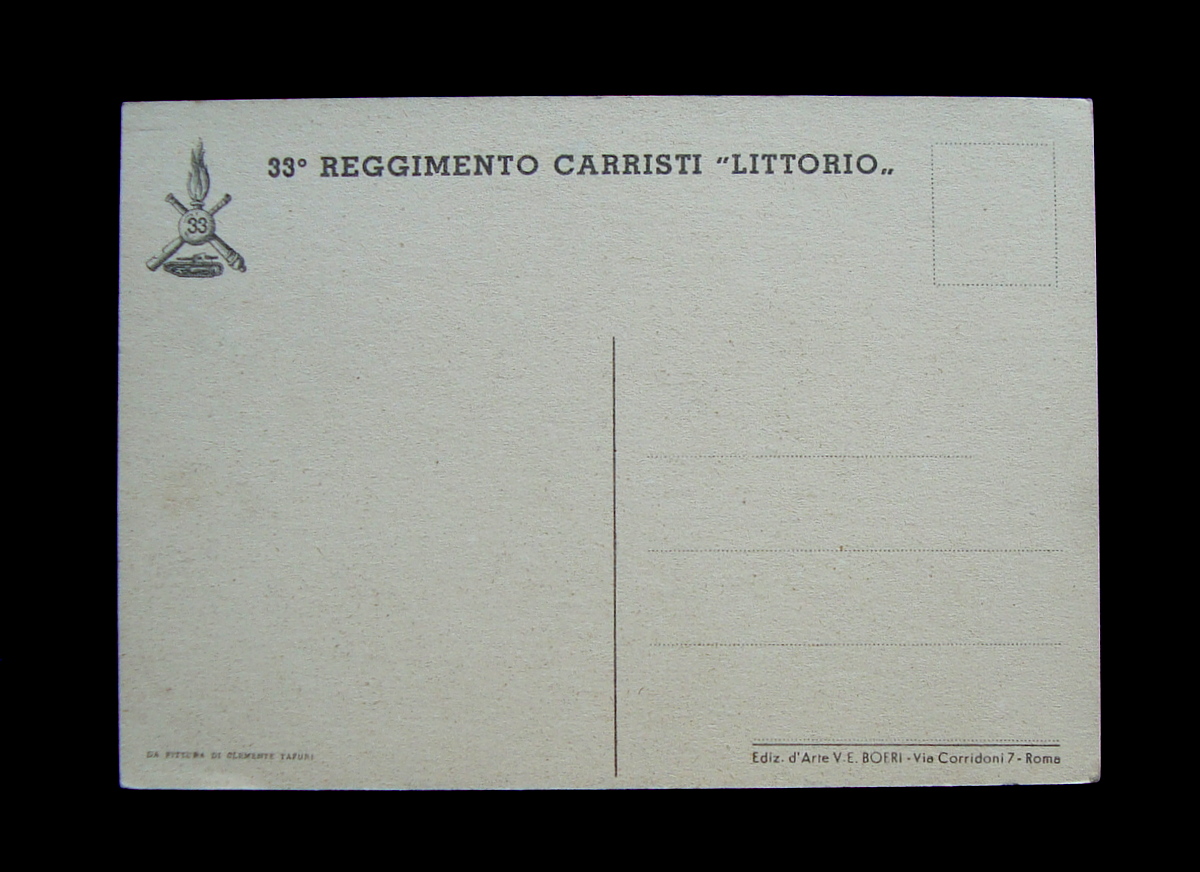 33° REGGIMENTO CARRISTI "LITTORIO„
33
DA PITTURA DI CLEMENTE TAFURI
Ediz. d'Arte V. E. BOERI - Via Corridoni 7 - Roma